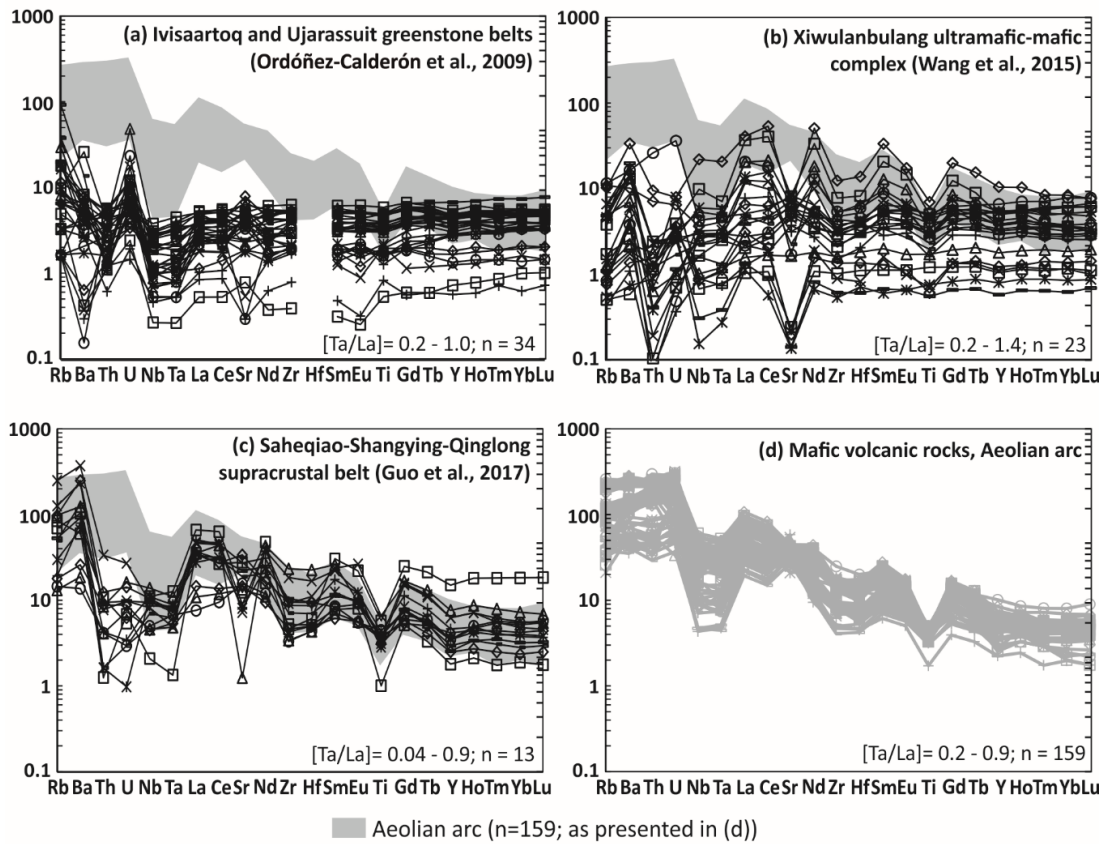 1000
100
10
1
0.1
(a) Ivisaartoq and Ujarassuit greenstone belts
(Ordóñez-Calderón et al., 2009)
[Ta/La]= 0.2 - 1.0; n = 34
Rb Ba Th U Nb Ta La Ce Sr Nd Zr Hf Sm Eu Ti Gd Tb Y Ho Tm Yb Lu
1000
100
10
1
0.1
(b) Xiwulanbulang ultramafic-mafic
complex (Wang et al., 2015)
[Ta/La]= 0.2 - 1.4; n = 23
Rb Ba Th U Nb Ta La Ce Sr Nd Zr Hf Sm Eu Ti Gd Tb Y Ho Tm Yb Lu
1000
100
10
1
0.1
(c) Saheqiao-Shangying-Qinglong
supracrustal belt (Guo et al., 2017)
[Ta/La]= 0.04 - 0.9; n = 13
Rb Ba Th U Nb Ta La Ce Sr Nd Zr Hf Sm Eu Ti Gd Tb Y Ho Tm Yb Lu
1000
100
10
1
0.1
(d) Mafic volcanic rocks, Aeolian arc
[Ta/La]= 0.2 - 0.9; n = 159
Rb Ba Th U Nb Ta La Ce Sr Nd Zr Hf Sm Eu Ti Gd Tb Y Ho Tm Yb Lu
Aeolian arc (n=159; as presented in (d))